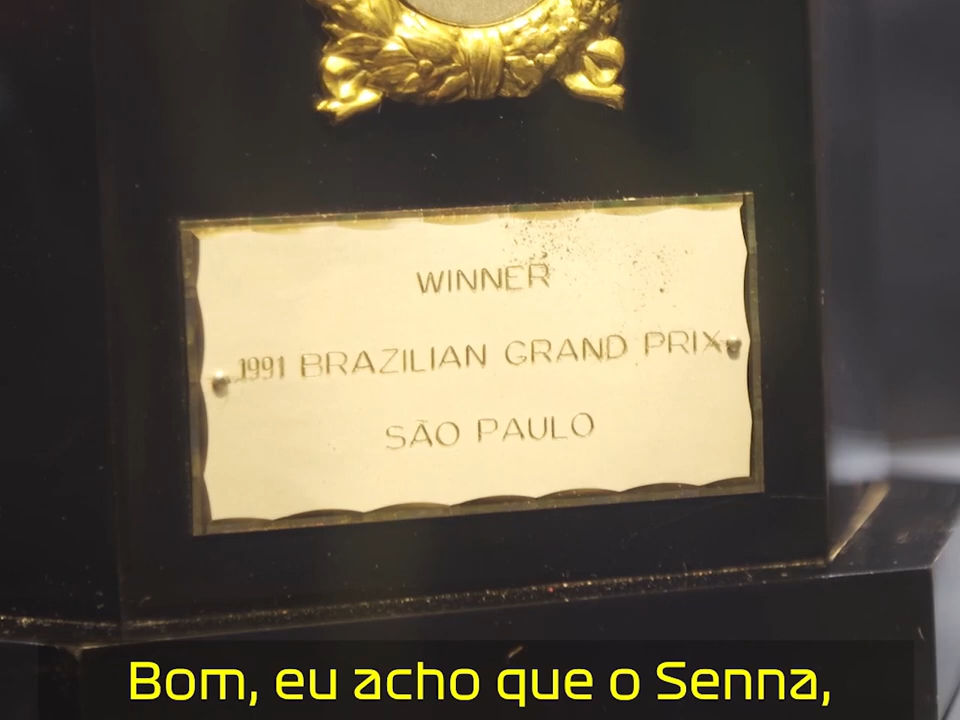 WINNER
1991 BRAZILIAN GRAND PRIX
SÃO PAULO
Bom, eu acho que o Senna,